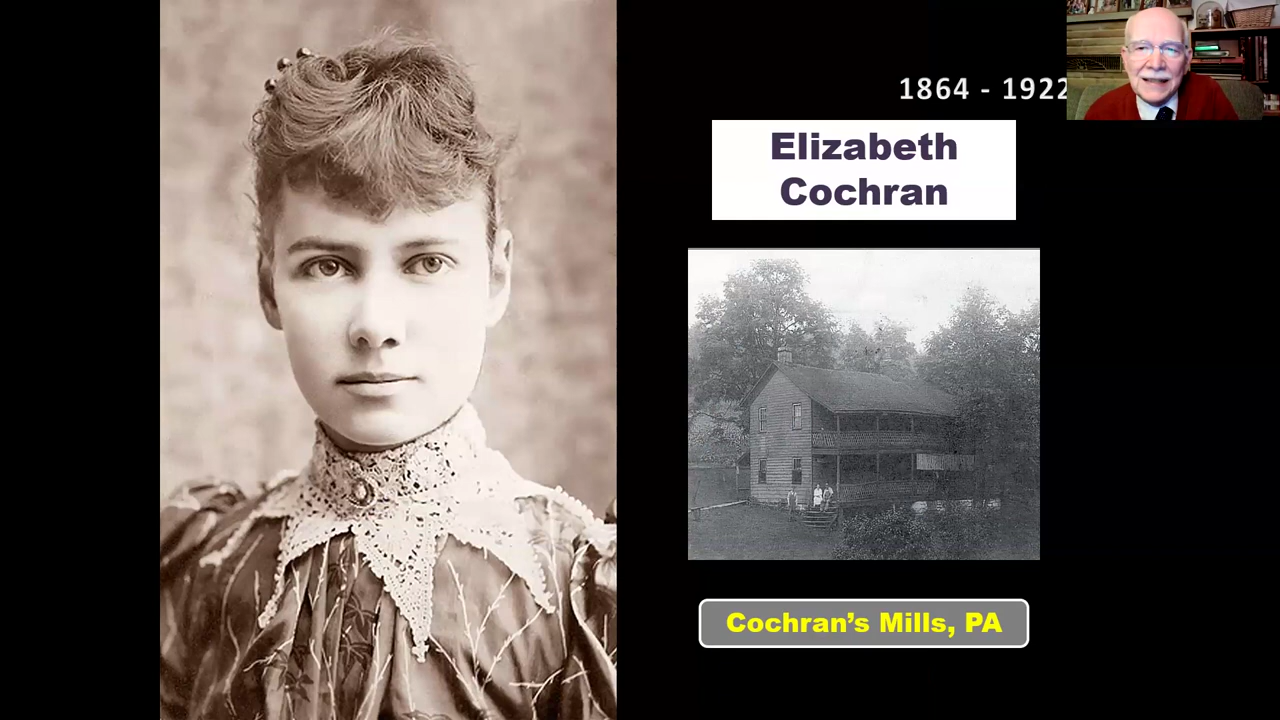 1864 - 1922
Elizabeth
Cochran
Cochran’s Mills, PA